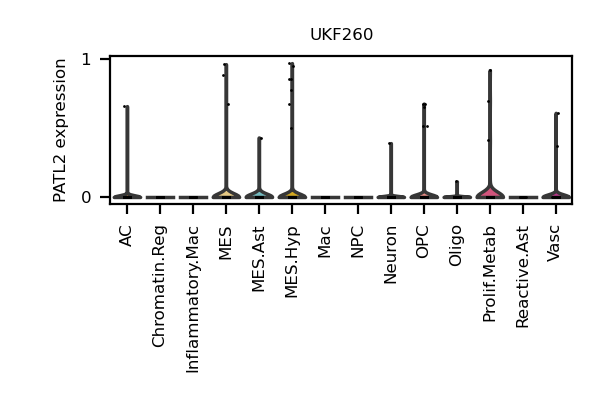 UKF260
PATL2 expression
1
0
AC
Chromatin.Reg
Inflammatory.Mac
MES
MES.Ast
MES.Hyp
Mac
NPC
Neuron
OPC
Oligo
Prolif.Metab
Reactive.Ast
Vasc